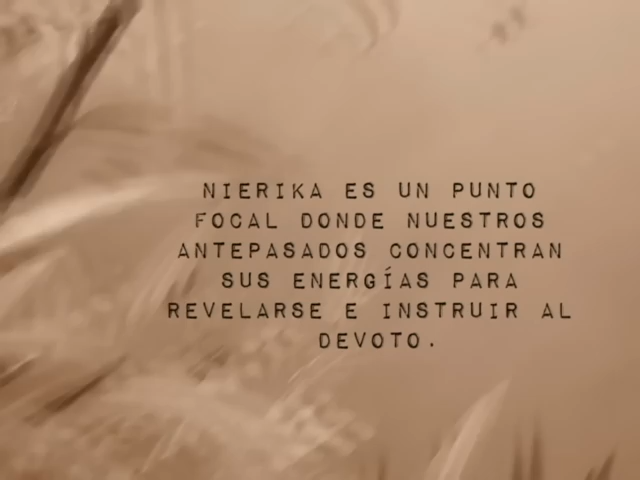 NIERIKA ES UN PUNTO
FOCAL DONDE NUESTROS
ANTEPASADOS CONCENTRAN
SUS ENERGÍAS PARA
REVELARSE E INSTRUIR AL
DEVOTO.